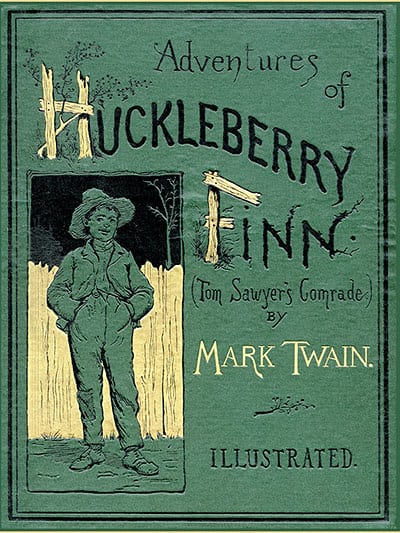 Adventures
of
HUCKLEBERRY
FINN.
(Tom Sawyer's Comrade.)
BY
MARK TWAIN.
ILLUSTRATED.